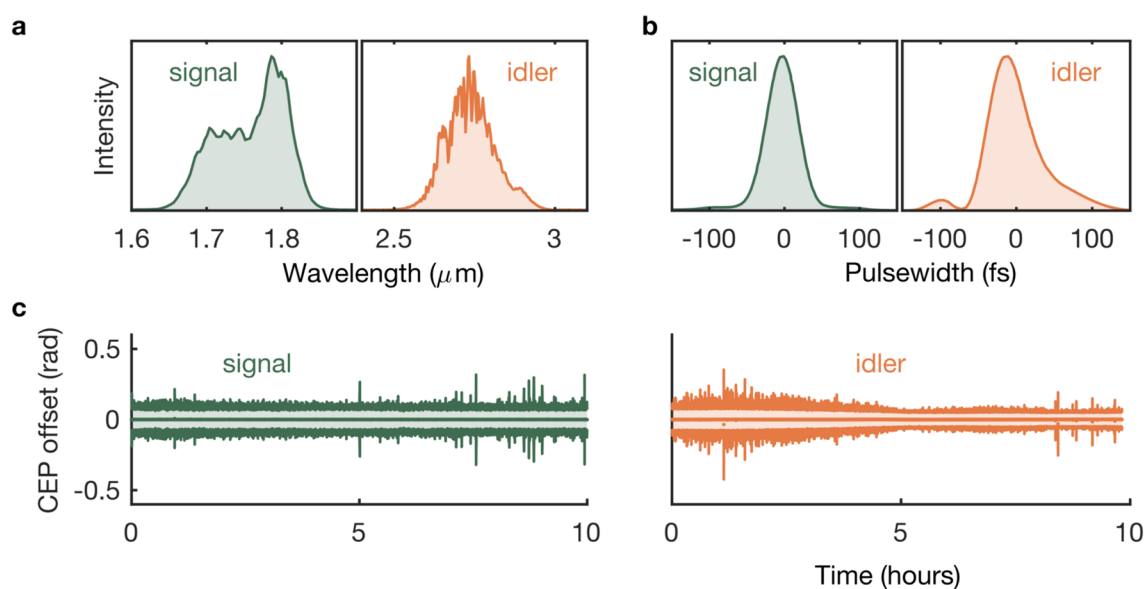 a
b
signal
idler
signal
idler
Intensity
1.6
1.7
1.8
2.5
3
-100
0
100
-100
0
100
Wavelength (μm)
Pulsewidth (fs)
c
CEP offset (rad)
0.5
0
-0.5
signal
idler
0
5
10
0
5
10
Time (hours)